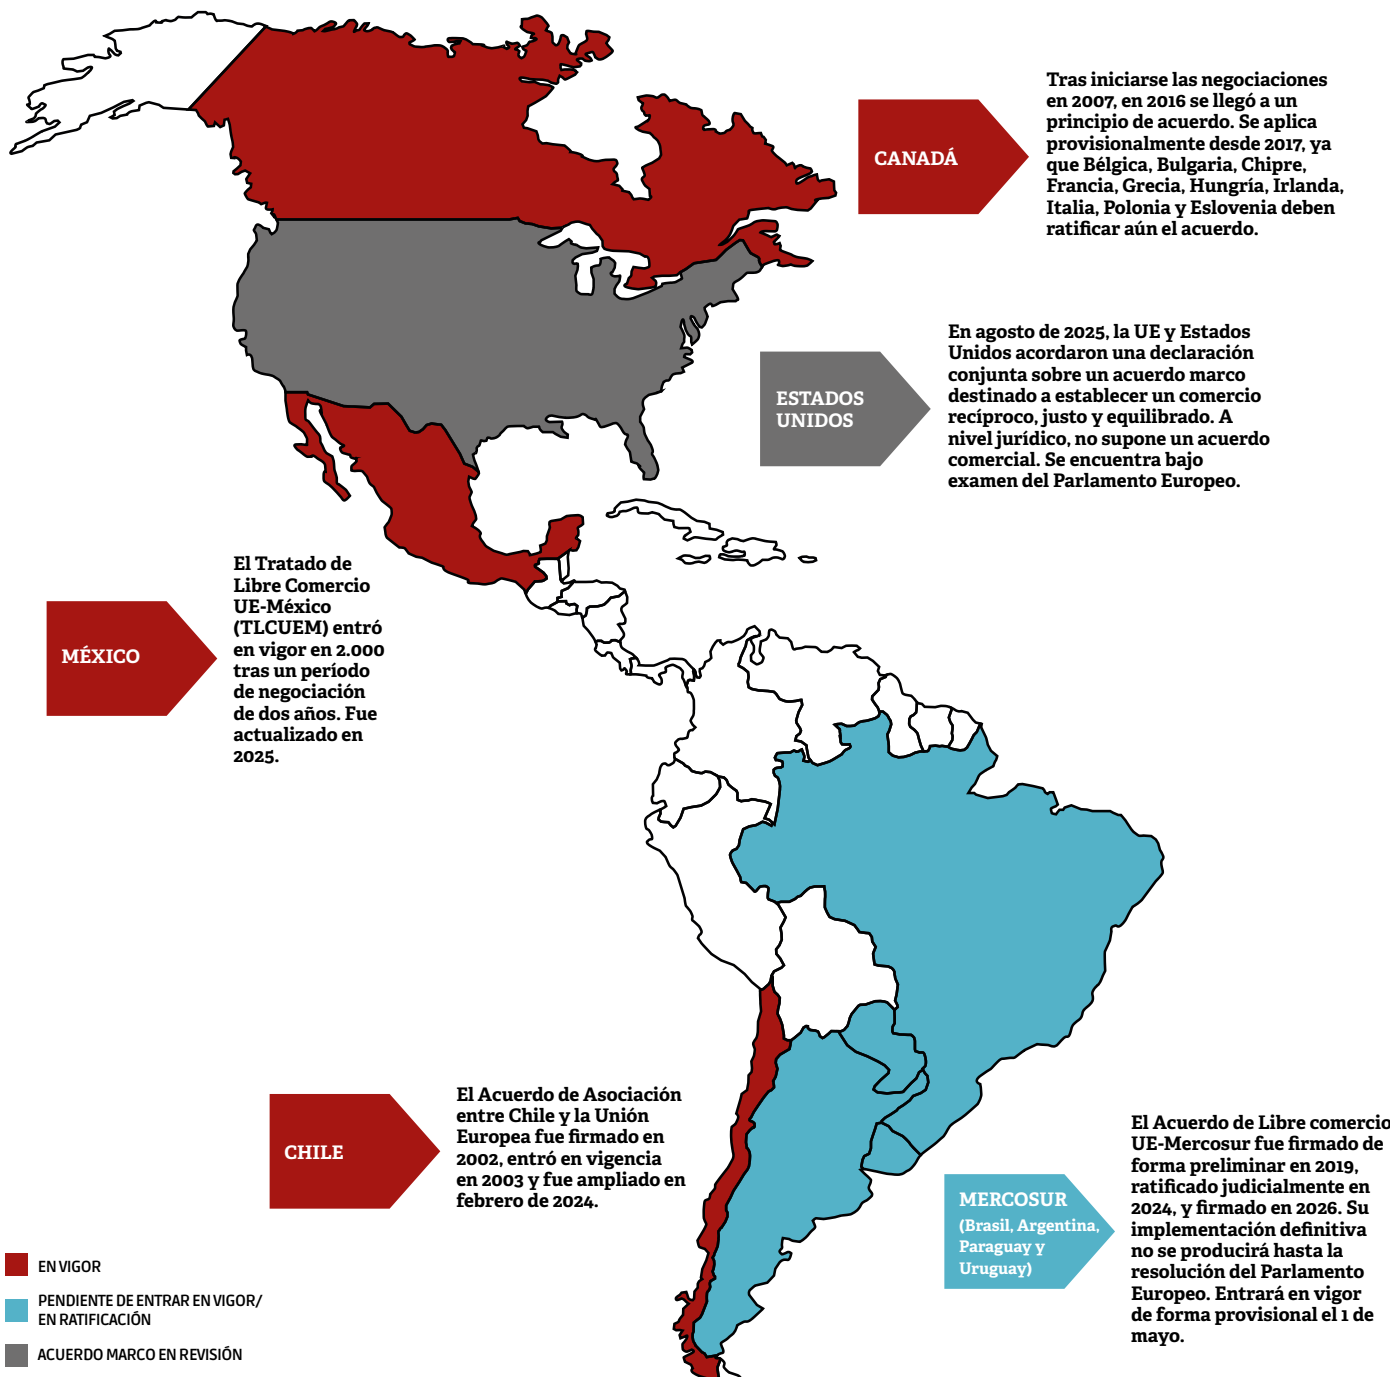 CANADÁ
Tras iniciarse las negociaciones
en 2007, en 2016 se llegó a un
principio de acuerdo. Se aplica
provisionalmente desde 2017, ya
que Bélgica, Bulgaria, Chipre,
Francia, Grecia, Hungría, Irlanda,
Italia, Polonia y Eslovenia deben
ratificar aún el acuerdo.
ESTADOS
UNIDOS
En agosto de 2025, la UE y Estados
Unidos acordaron una declaración
conjunta sobre un acuerdo marco
destinado a establecer un comercio
recíproco, justo y equilibrado. A
nivel jurídico, no supone un acuerdo
comercial. Se encuentra bajo
examen del Parlamento Europeo.
MÉXICO
El Tratado de
Libre Comercio
UE-México
(TLCUEM) entró
en vigor en 2.000
tras un período
de negociación
de dos años. Fue
actualizado en
2025.
CHILE
El Acuerdo de Asociación
entre Chile y la Unión
Europea fue firmado en
2002, entró en vigencia
en 2003 y fue ampliado en
febrero de 2024.
MERCOSUR
(Brasil, Argentina,
Paraguay y
Uruguay)
El Acuerdo de Libre comercio
UE-Mercosur fue firmado de
forma preliminar en 2019,
ratificado judicialmente en
2024, y firmado en 2026. Su
implementación definitiva
no se producirá hasta la
resolución del Parlamento
Europeo. Entrará en vigor
de forma provisional el 1 de
mayo.
EN VIGOR
PENDIENTE DE ENTRAR EN VIGOR/
EN RATIFICACIÓN
ACUERDO MARCO EN REVISIÓN